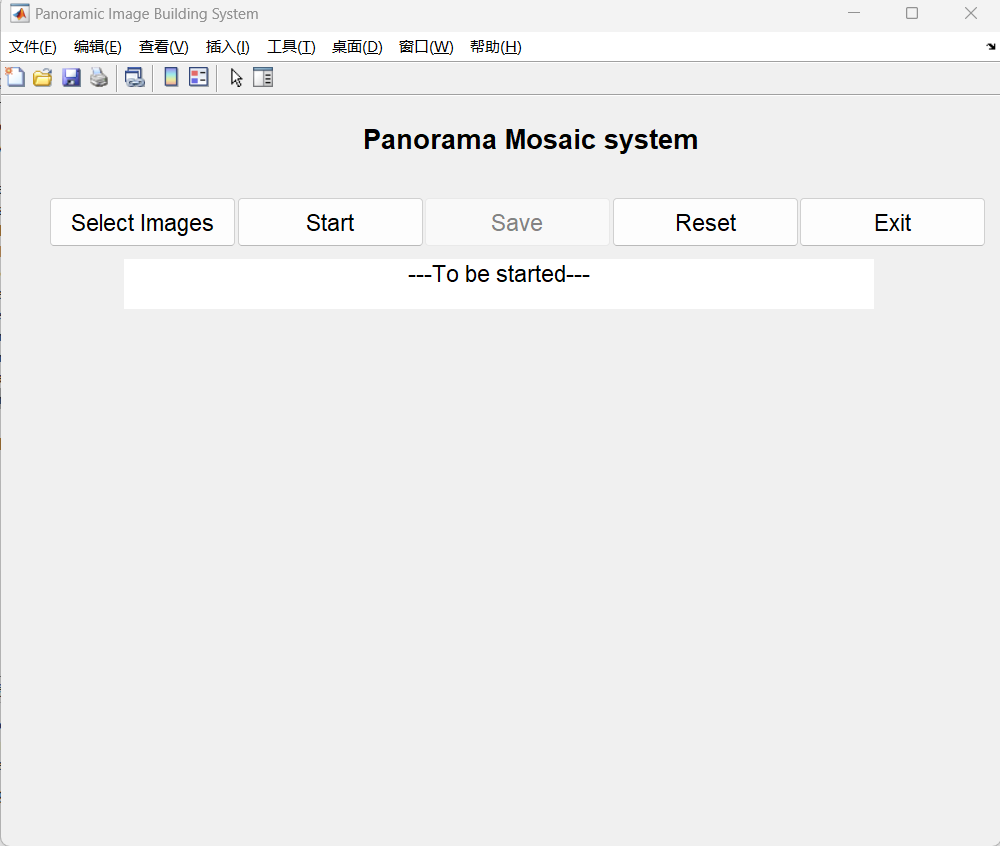 Panoramic Image Building System
文件(F) 编辑(E) 查看(V) 插入(I) 工具(T) 桌面(D) 窗口(W) 帮助(H)
Panorama Mosaic system
Select Images Start Save Reset Exit
---To be started---